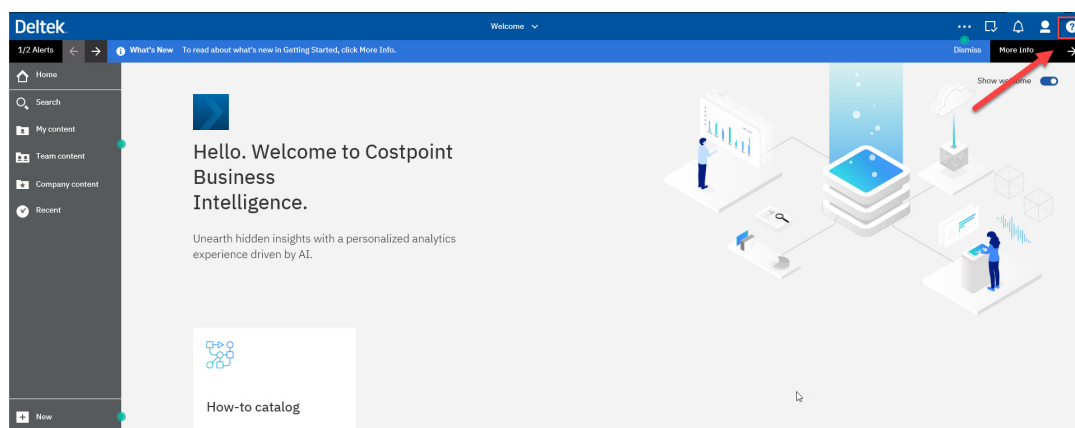 Deltek
Welcome
1/2 Alerts
What's New To read about what's new in Getting Started, click More Info.
Dismiss
More Info
Home
Show welcome
Search
My content
Team content
Company content
Recent
Hello. Welcome to Costpoint
Business
Intelligence.
Unearth hidden insights with a personalized analytics
experience driven by AI.
How-to catalog
New